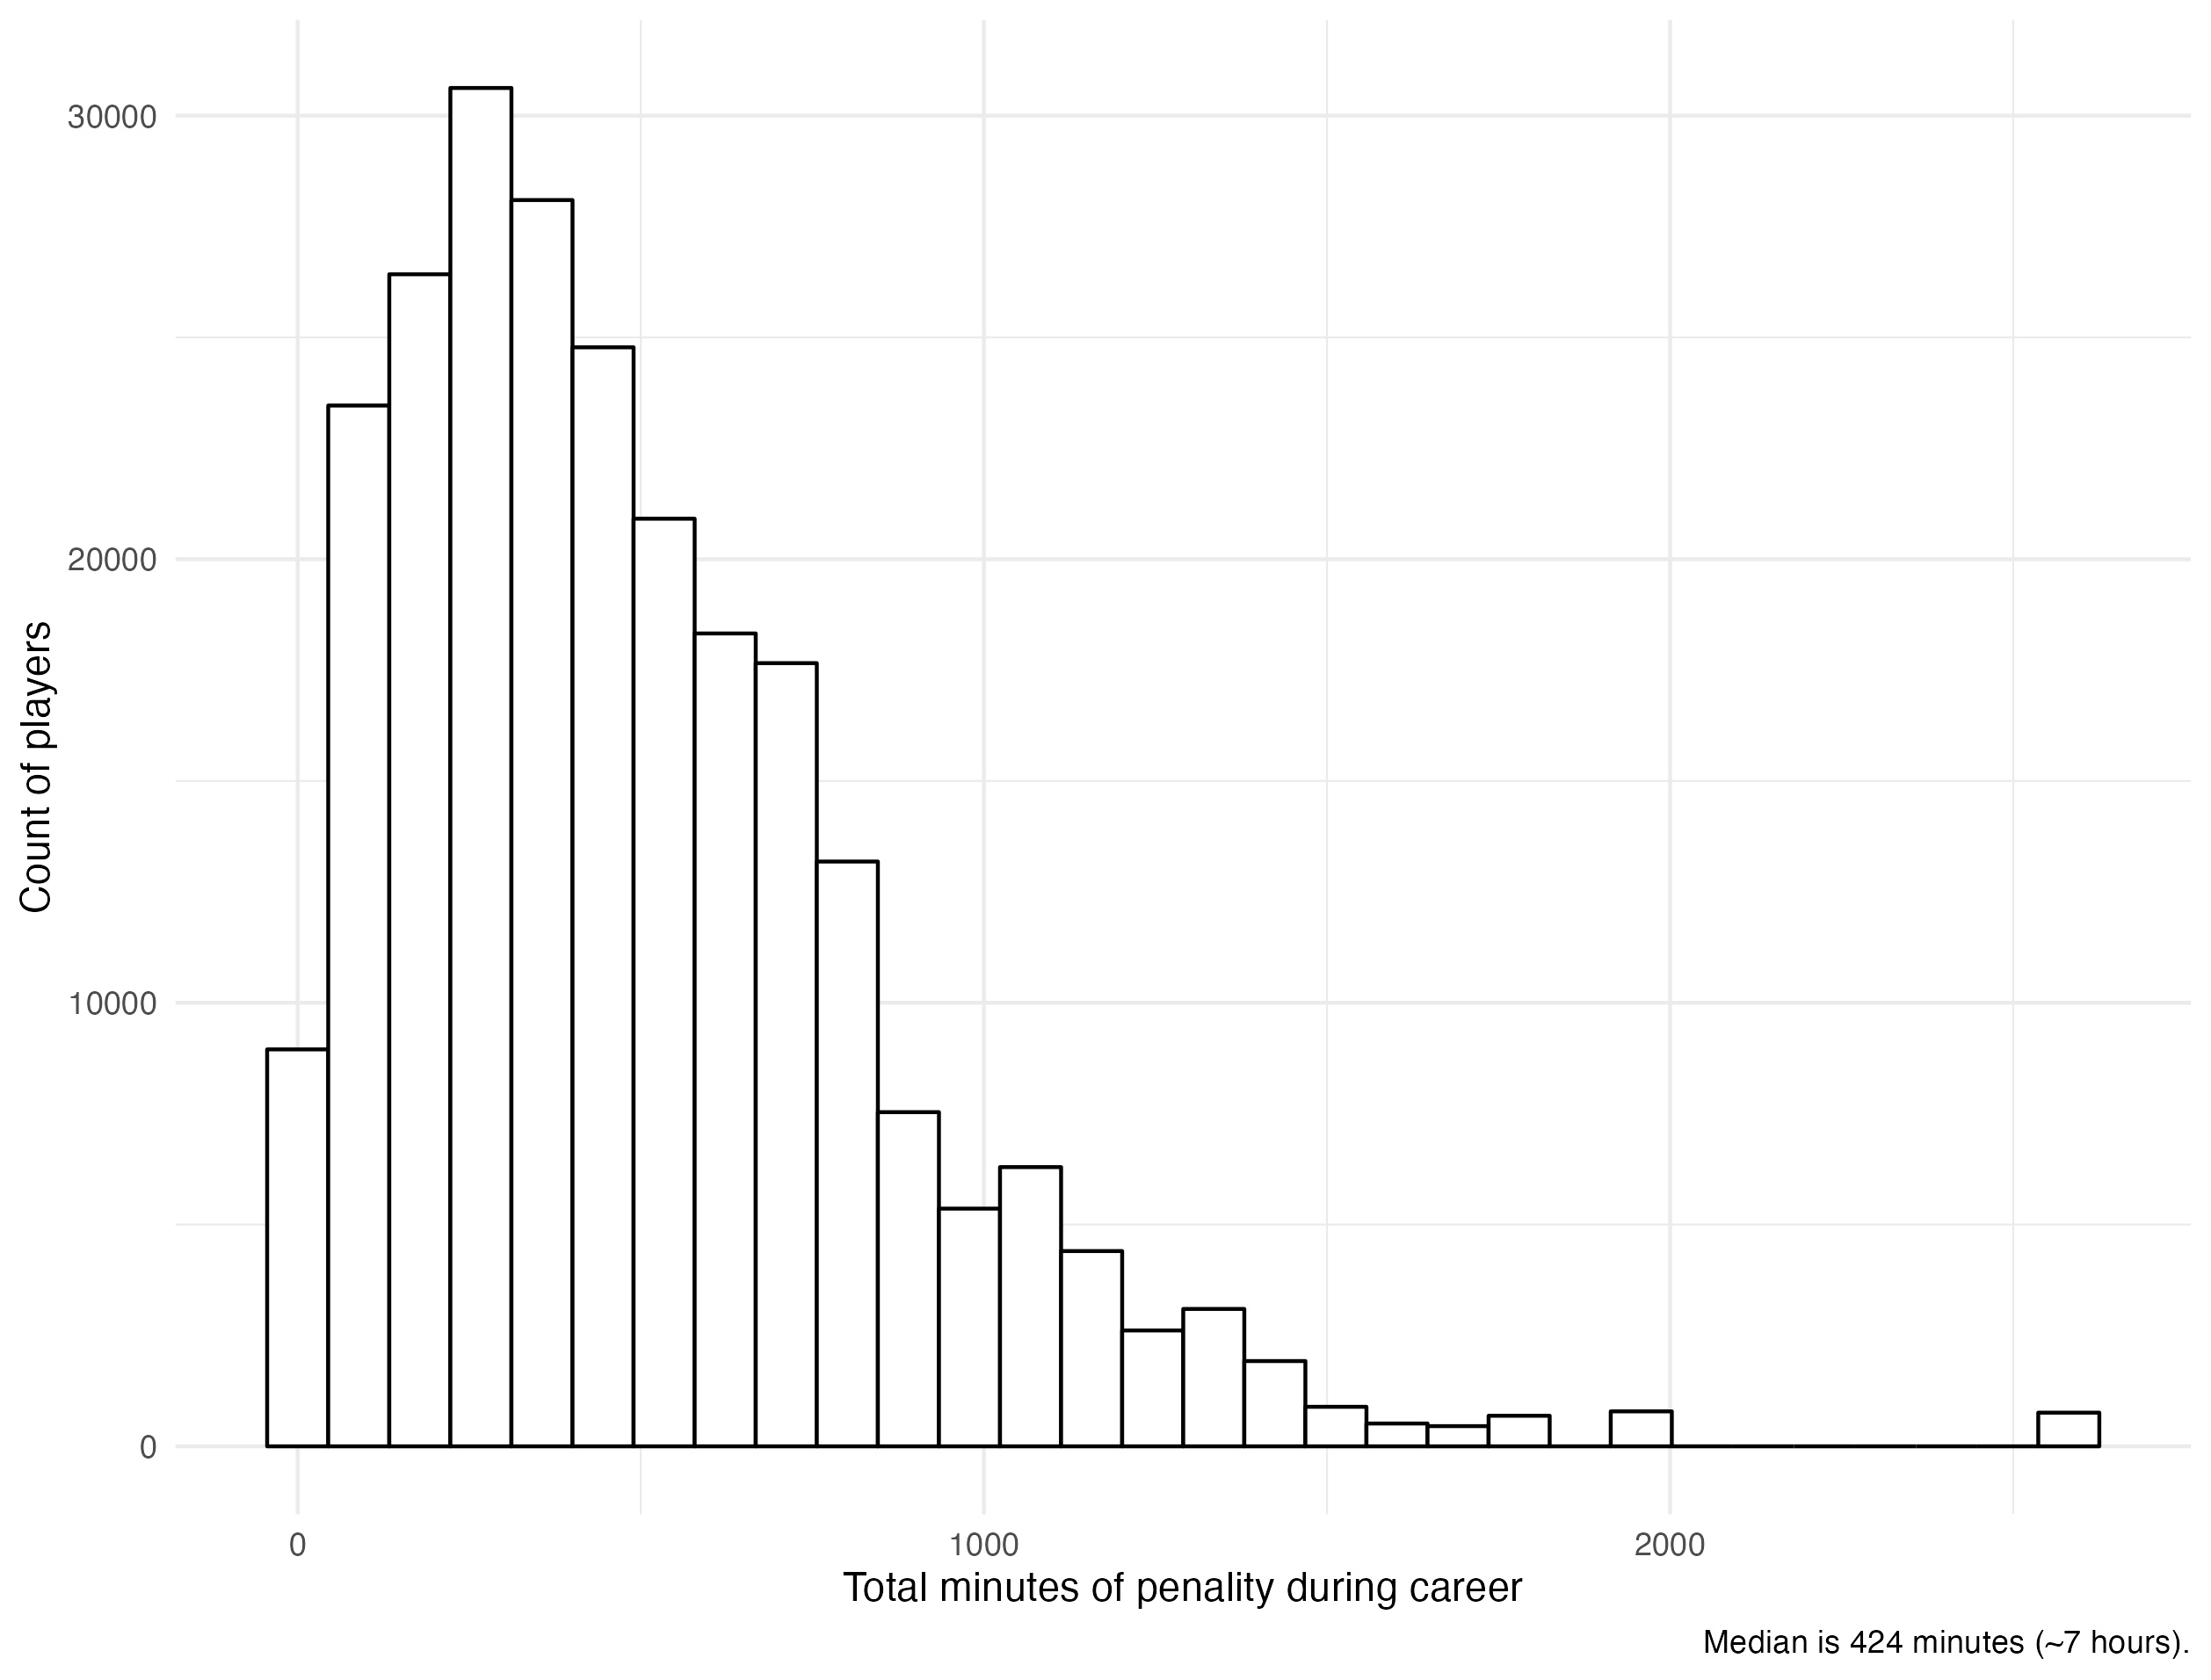 30000
20000
10000
0
Count of players
0
1000
2000
Total minutes of penality during career
Median is 424 minutes (~7 hours).